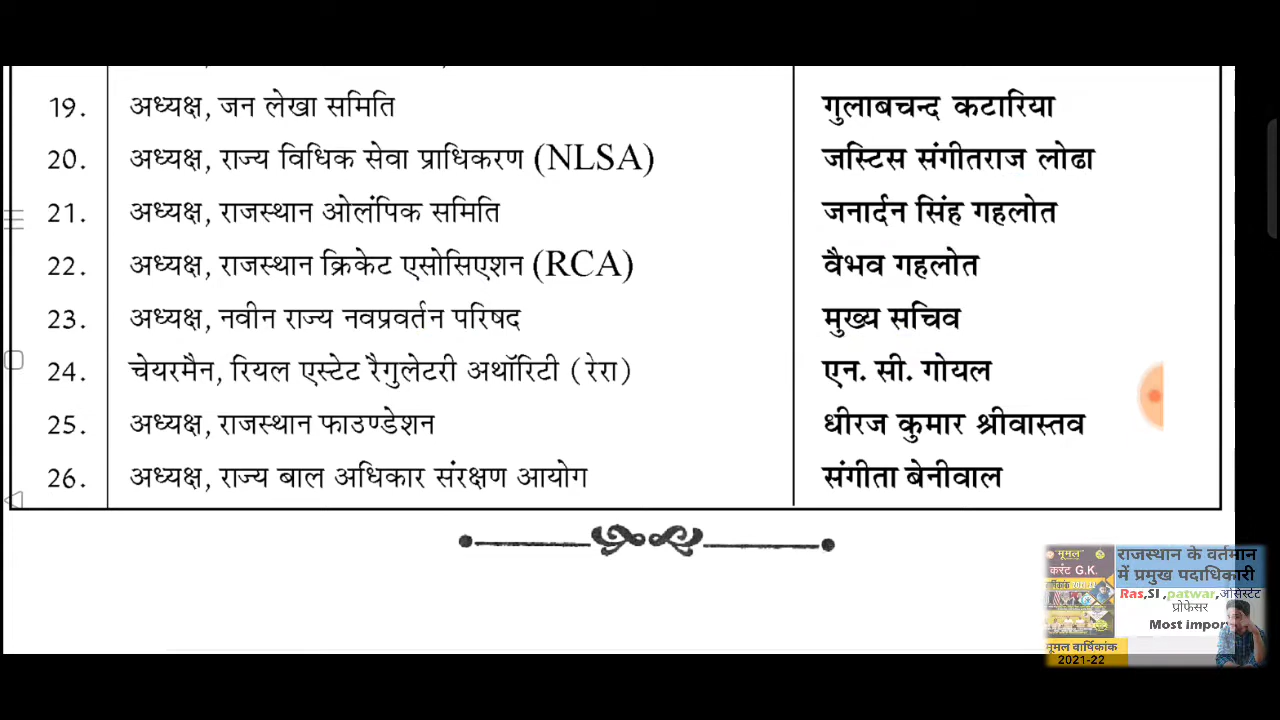 19. अध्यक्ष, जन लेखा समिति गुलाबचन्द कटारिया
20. अध्यक्ष, राज्य विधिक सेवा प्राधिकरण (NLSA) जस्टिस संगीतराज लोढा
21. अध्यक्ष, राजस्थान ओलंपिक समिति जनार्दन सिंह गहलोत
22. अध्यक्ष, राजस्थान क्रिकेट एसोसिएशन (RCA) वैभव गहलोत
23. अध्यक्ष, नवीन राज्य नवप्रवर्तन परिषद मुख्य सचिव
24. चेयरमैन, रियल एस्टेट रैगुलेटरी अथॉरिटी (रेरा) एन. सी. गोयल
25. अध्यक्ष, राजस्थान फाउण्डेशन धीरज कुमार श्रीवास्तव
26. अध्यक्ष, राज्य बाल अधिकार संरक्षण आयोग संगीता बेनीवाल
मूमल
करंट G.K.
राजस्थान के वर्तमान
में प्रमुख पदाधिकारी
Ras,SI ,patwar,असिस्टेंट
प्रोफेसर
Most impor
मूमल वार्षिकांक
2021-22